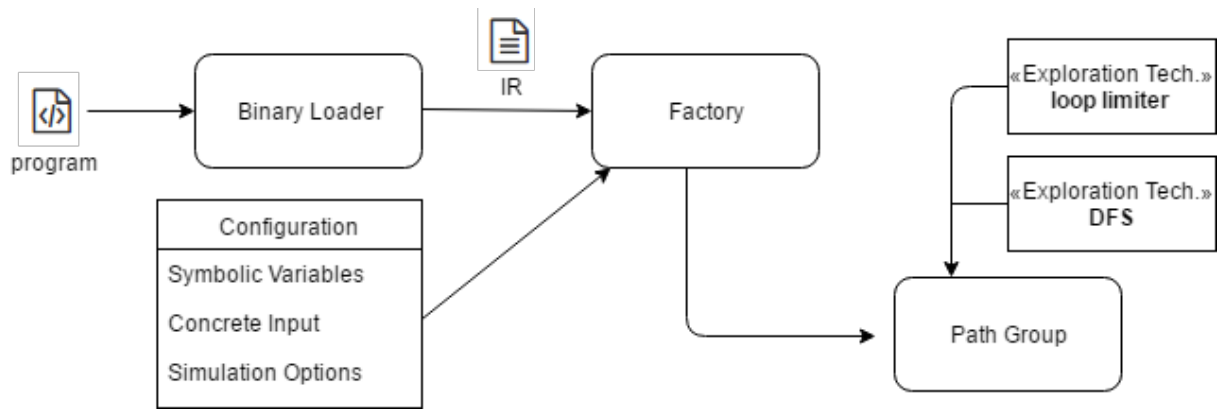 program
Binary Loader
IR
Factory
«Exploration Tech.»
loop limiter
«Exploration Tech.»
DFS
Configuration
Symbolic Variables
Concrete Input
Simulation Options
Path Group